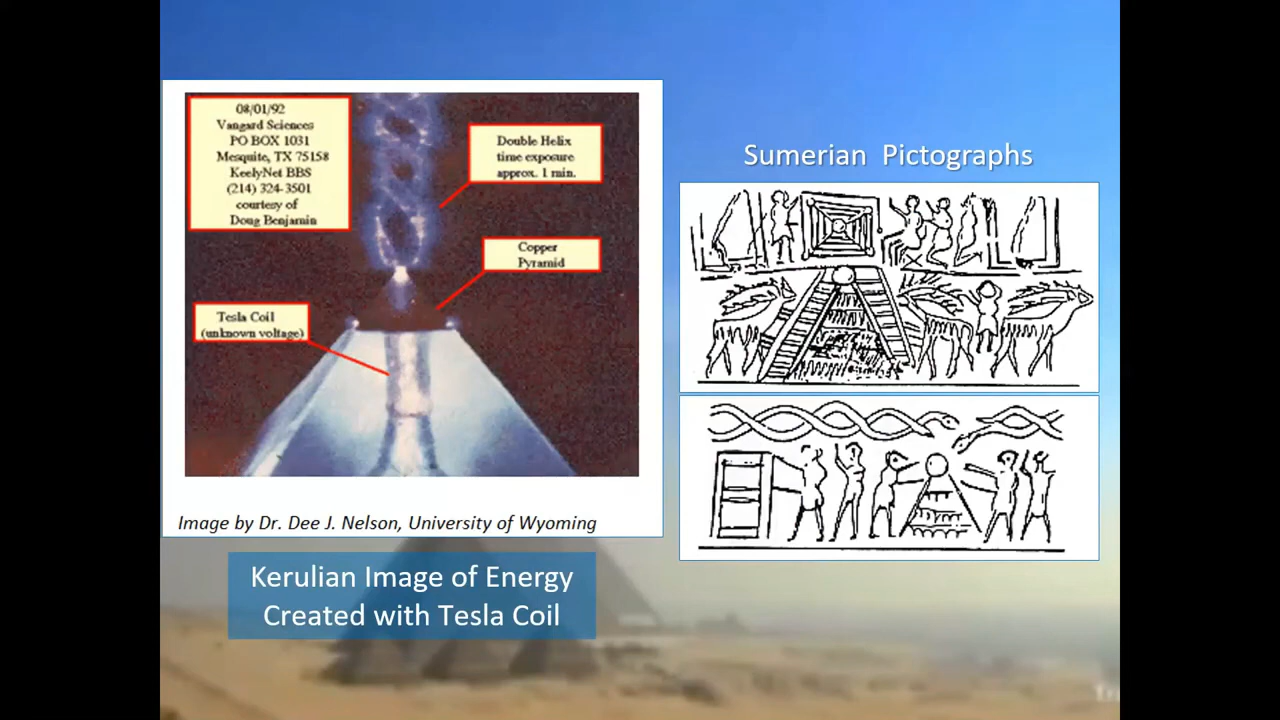 08/01/92
Vangard Sciences
PO BOX 1031
Mesquite, TX 75158
KeelyNet BBS
(214) 324-3501
courtesy of
Doug Benjamin
Double Helix
time exposure
approx. 1 min.
Copper
Pyramid
Tesla Coil
(unknown voltage)
Image by Dr. Dee J. Nelson, University of Wyoming
Kerulian Image of Energy
Created with Tesla Coil
Sumerian Pictographs